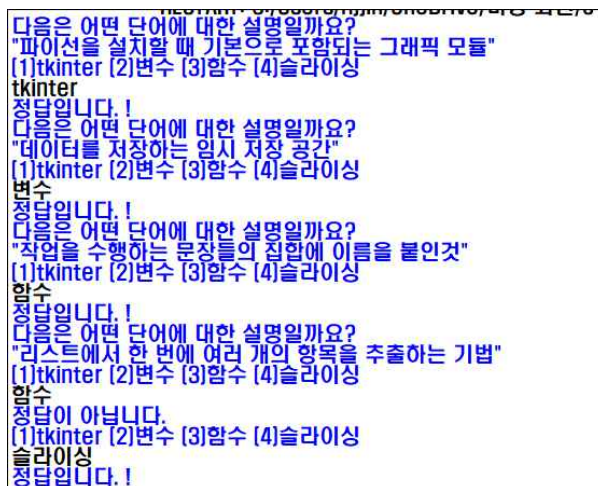 다음은 어떤 단어에 대한 설명일까요?
"파이선을 설치할 때 기본으로 포함되는 그래픽 모듈"
(1)tkinter (2)변수 (3)함수 (4)슬라이싱
tkinter
정답입니다. !
다음은 어떤 단어에 대한 설명일까요?
"데이터를 저장하는 임시 저장 공간"
(1)tkinter (2)변수 (3)함수 (4)슬라이싱
변수
정답입니다. !
다음은 어떤 단어에 대한 설명일까요?
"작업을 수행하는 문장들의 집합에 이름을 붙인것"
(1)tkinter (2)변수 (3)함수 (4)슬라이싱
함수
정답입니다. !
다음은 어떤 단어에 대한 설명일까요?
"리스트에서 한 번에 여러 개의 항목을 추출하는 기법"
(1)tkinter (2)변수 (3)함수 (4)슬라이싱
함수
정답이 아닙니다.
(1)tkinter (2)변수 (3)함수 (4)슬라이싱
슬라이싱
정답입니다. !